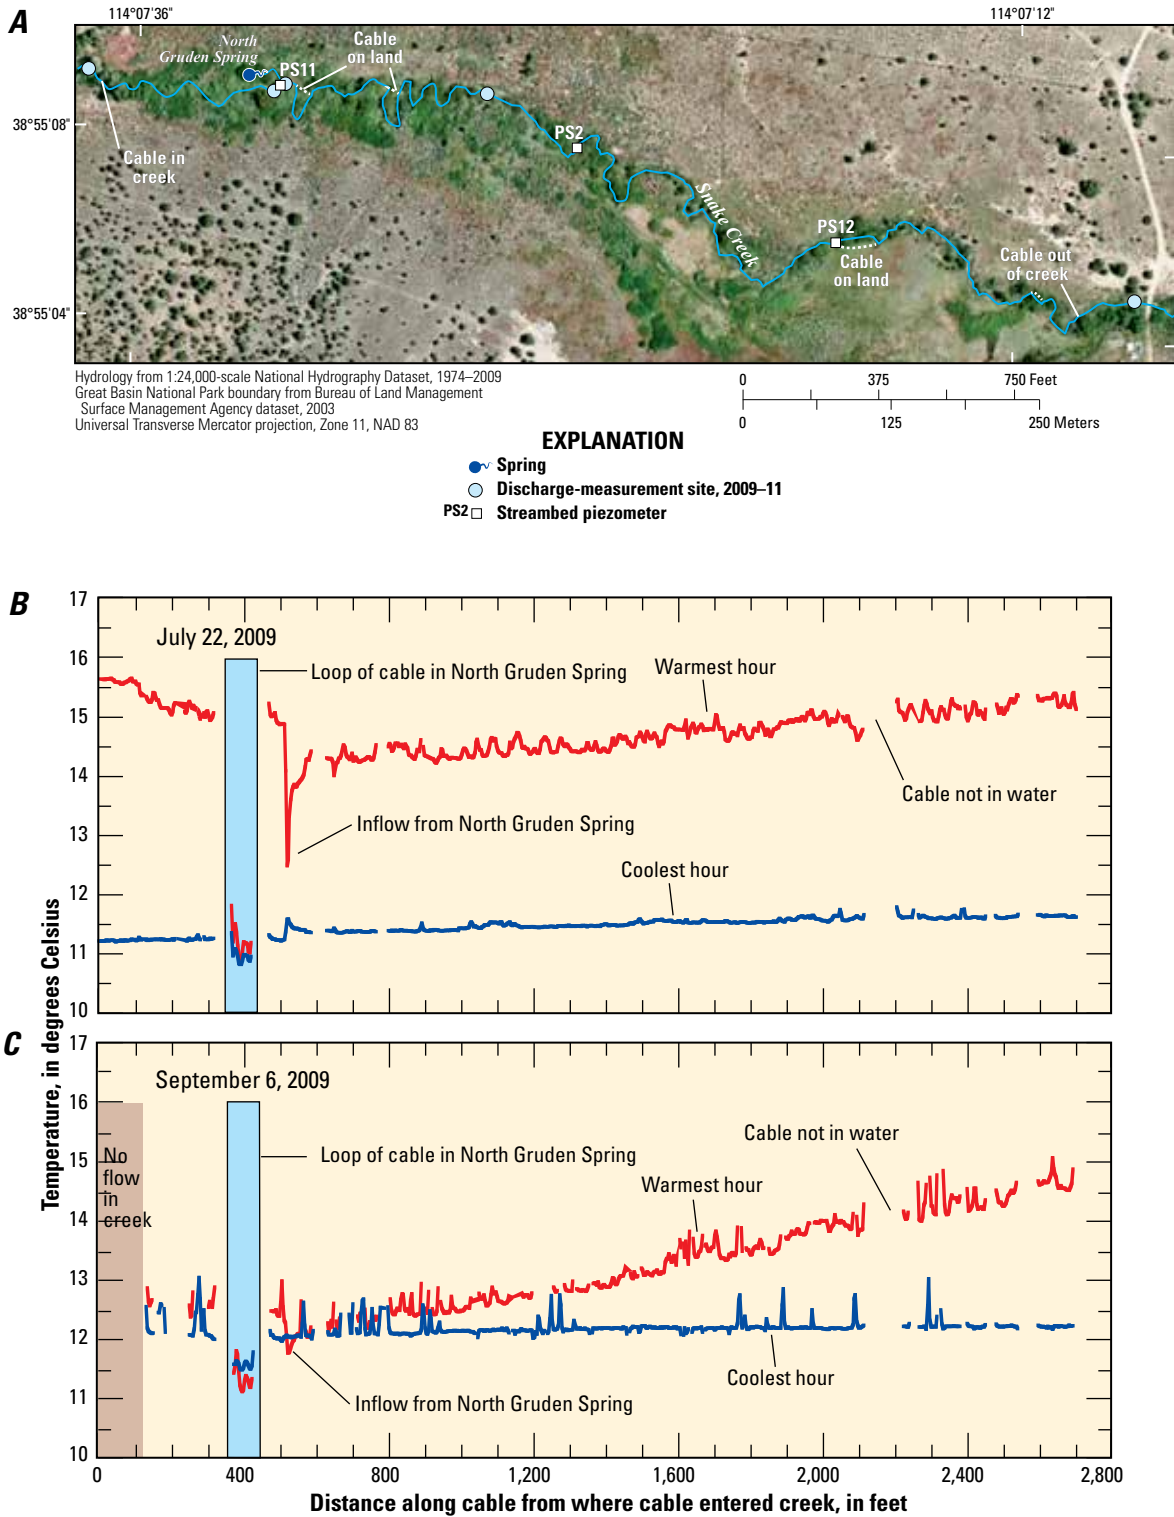 A
114°07'36"
114°07'12"
North
Gruden Spring
PS11
Cable
on land
38°55'08"
PS2
Cable in
creek
Snake Creek
PS12
Cable
on land
Cable out
of creek
38°55'04"
Hydrology from 1:24,000-scale National Hydrography Dataset, 1974–2009
Great Basin National Park boundary from Bureau of Land Management
Surface Management Agency dataset, 2003
Universal Transverse Mercator projection, Zone 11, NAD 83
0 375 750 Feet
0 125 250 Meters
EXPLANATION
Spring
Discharge-measurement site, 2009–11
PS2 Streambed piezometer
B
17
16
15
14
13
12
11
10
July 22, 2009
Loop of cable in North Gruden Spring
Warmest hour
Cable not in water
Inflow from North Gruden Spring
Coolest hour
Temperature, in degrees Celsius
C
17
16
15
14
13
12
11
10
September 6, 2009
No
flow
in
creek
Loop of cable in North Gruden Spring
Cable not in water
Warmest hour
Coolest hour
Inflow from North Gruden Spring
0 400 800 1,200 1,600 2,000 2,400 2,800
Distance along cable from where cable entered creek, in feet